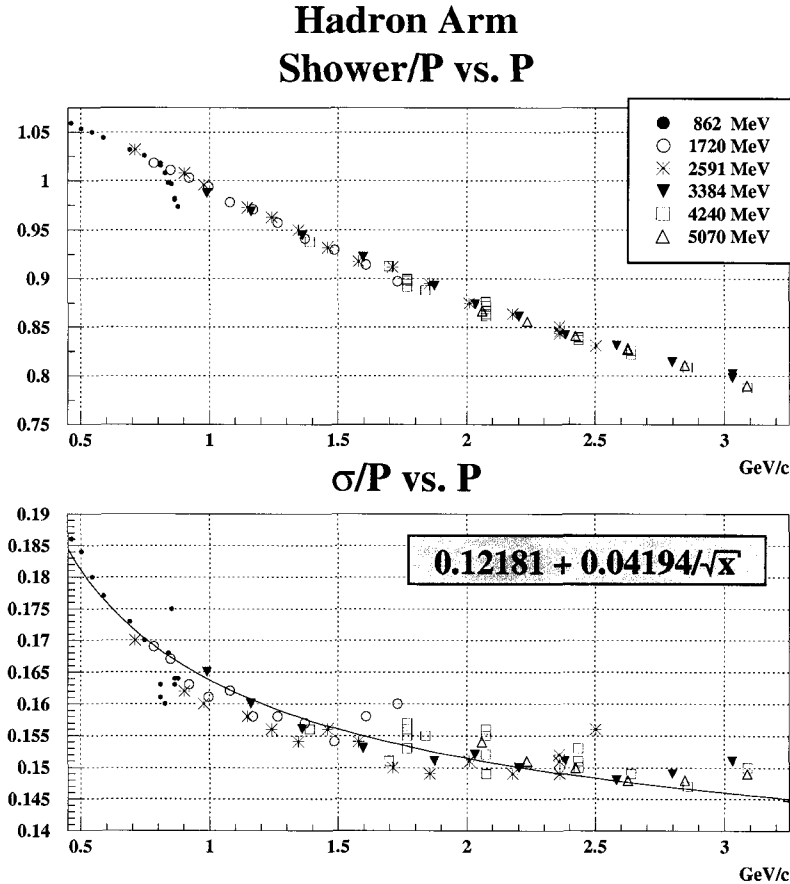 Hadron Arm
Shower/P vs. P
862 MeV
1720 MeV
2591 MeV
3384 MeV
4240 MeV
5070 MeV
1.05
1
0.95
0.9
0.85
0.8
0.75
0.5 1 1.5 2 2.5 3
GeV/c
σ/P vs. P
0.12181 + 0.04194/√x
0.19
0.185
0.18
0.175
0.17
0.165
0.16
0.155
0.15
0.145
0.14
0.5 1 1.5 2 2.5 3
GeV/c